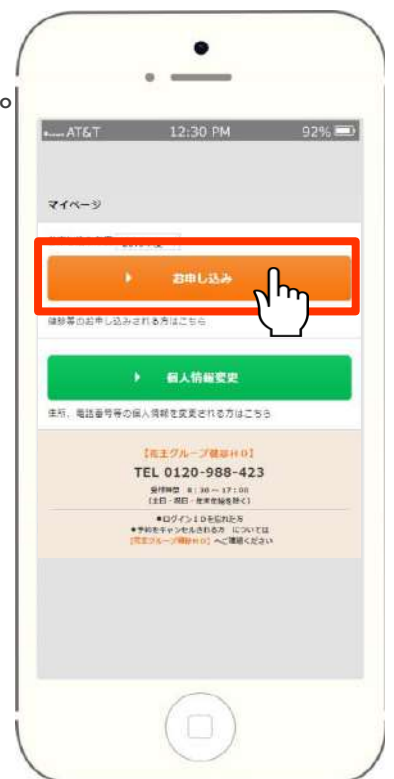 。
AT&T 12:30 PM 92%
マイページ
お申し込み
健診等のお申し込みされる方はこちら
個人情報変更
住所、電話番号等の個人情報を変更される方はこちら
【花王グループ健診HD】
TEL 0120-988-423
受付時間 8:30~17:00
(土日・祝日・年末年始を除く)
●ログインIDを忘れた方
●予約をキャンセルされる方 については
【花王グループ健診HD】へご連絡ください